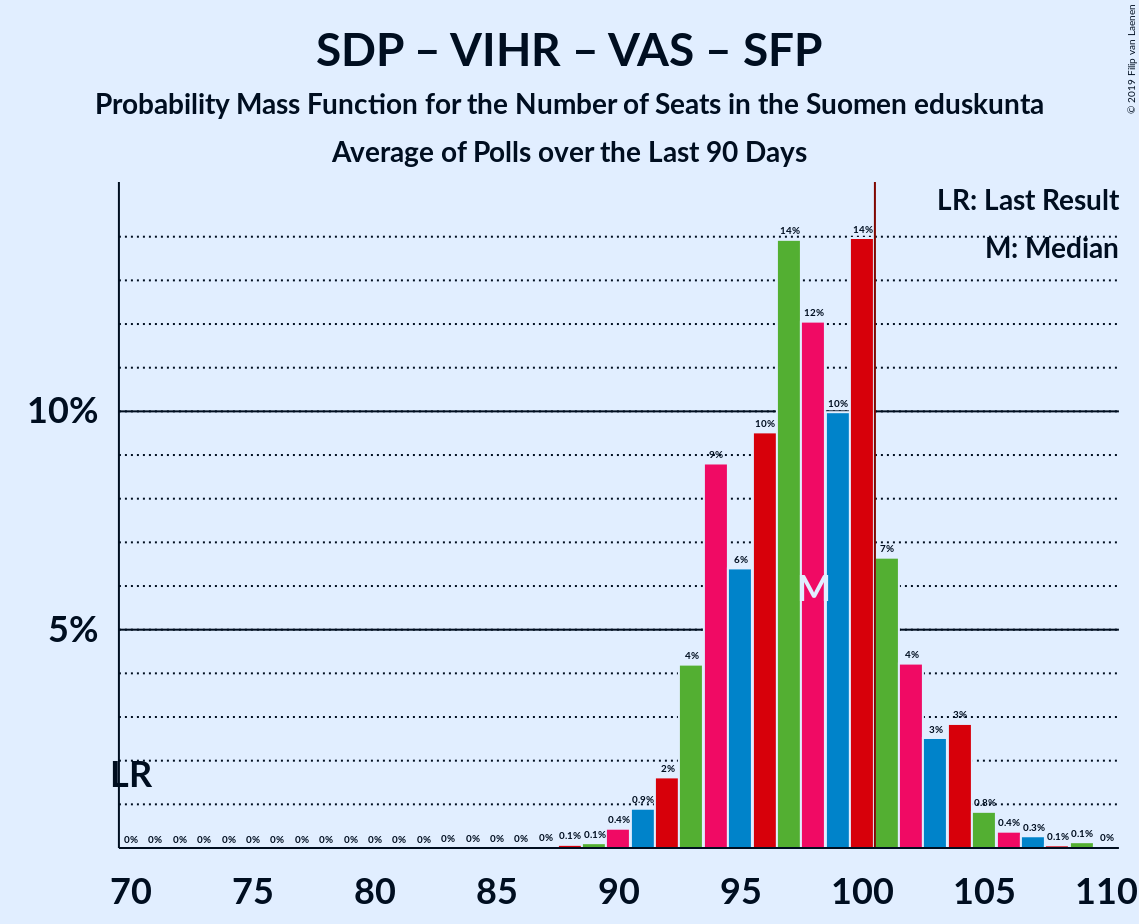 SDP – VIHR – VAS – SFP
Probability Mass Function for the Number of Seats in the Suomen eduskunta
Average of Polls over the Last 90 Days
© 2019 Filip van Laenen
LR: Last Result
M: Median
10%
5%
LR
M
0% 0% 0% 0% 0% 0% 0% 0% 0% 0% 0% 0% 0% 0% 0% 0% 0% 0% 0.1% 0.1% 0.4% 0.9% 2% 4% 9% 6% 10% 14% 12% 10% 14% 7% 4% 3% 3% 0.8% 0.4% 0.3% 0.1% 0.1% 0%
70 75 80 85 90 95 100 105 110